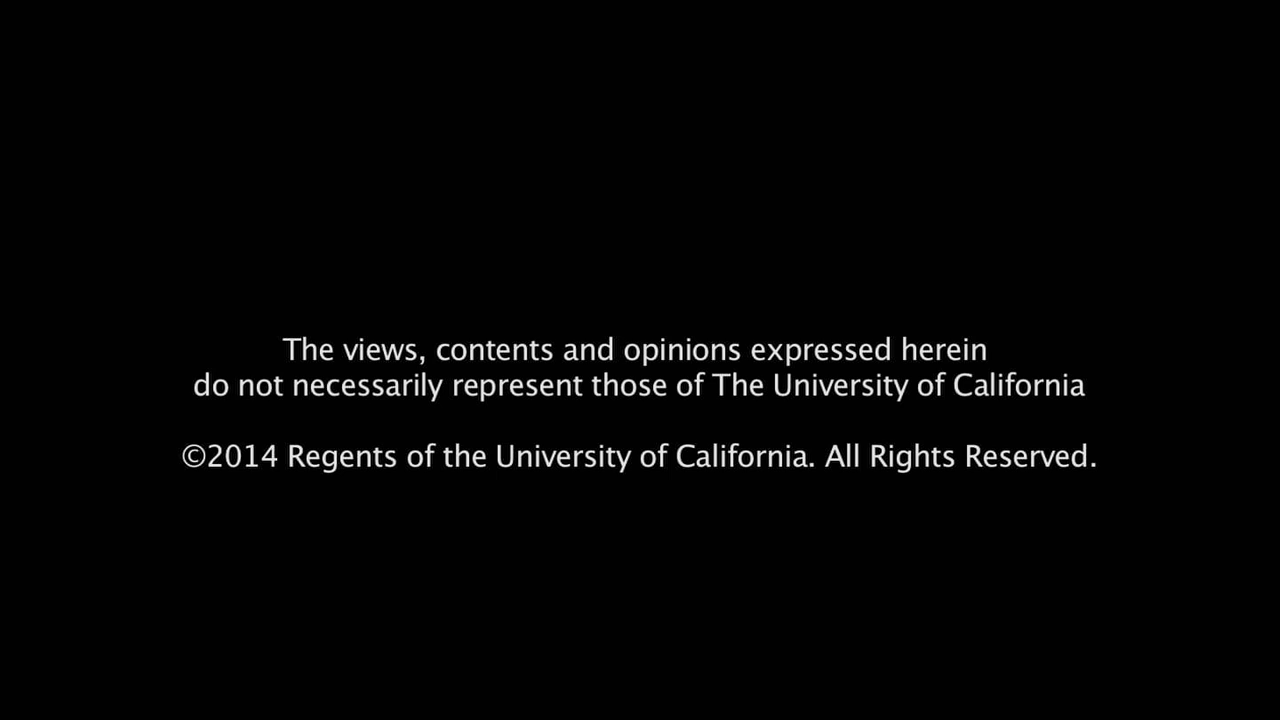 The views, contents and opinions expressed herein
do not necessarily represent those of The University of California
©2014 Regents of the University of California. All Rights Reserved.